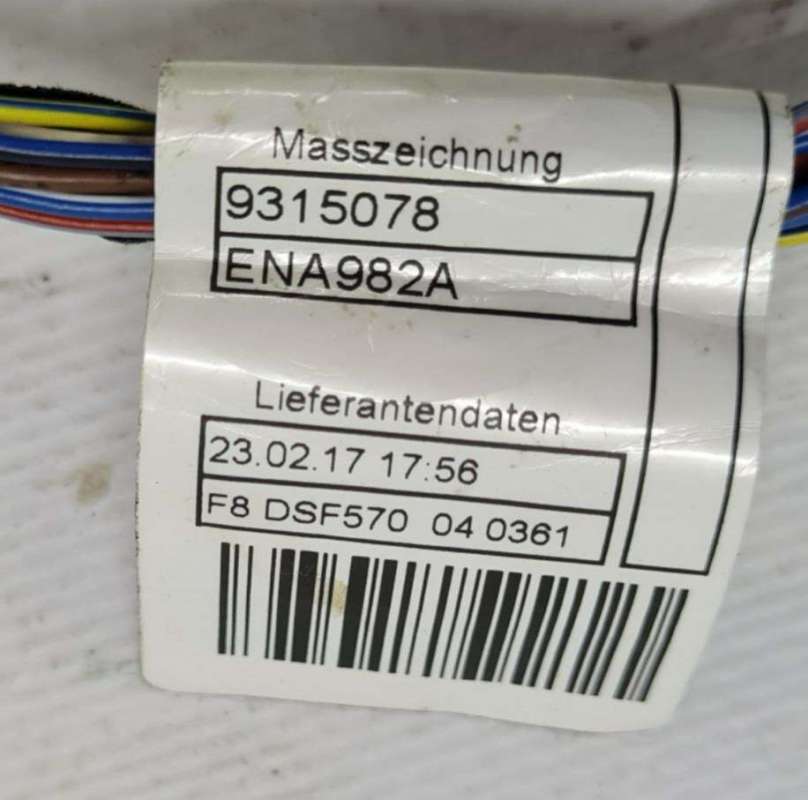 Masszeichnung
9315078
ENA982A
Lieferantendaten
23.02.17 17:56
F8 DSF570 04 0361